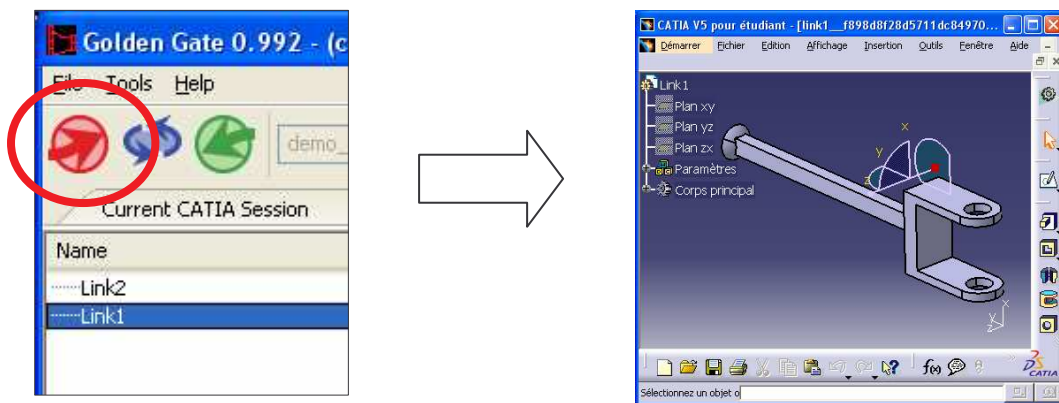 Golden Gate 0.992 - (c
File Tools Help
demo_
Current CATIA Session
Name
Link2
Link1
CATIA V5 pour étudiant - [link1__f898d8f28d5711dc84970...
Démarrer Fichier Edition Affichage Insertion Outils Fenêtre Aide
Link1
Plan xy
Plan yz
Plan zx
Paramètres
Corps principal
x
y
z
x
y
z
f(x)
DS CATIA
Sélectionnez un objet o